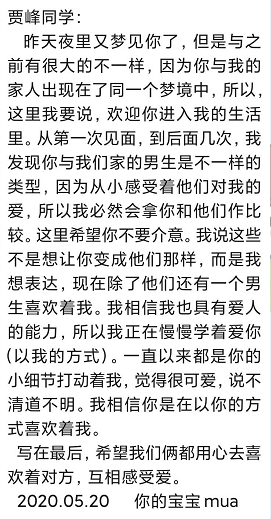 贾峰同学：
昨天夜里又梦见你了，但是与之
前有很大的不一样，因为你与我的
家人出现在了同一个梦境中，所以，
这里我要说，欢迎你进入我的生活
里。从第一次见面，到后面几次，我
发现你与我们家的男生是不一样的
类型，因为从小感受着他们对我的
爱，所以我必然会拿你和他们作比
较。这里希望你不要介意。我说这些
不是想让你变成他们那样，而是我
想表达，现在除了他们还有一个男
生喜欢着我。我相信我也具有爱人
的能力，所以我正在慢慢学着爱你
(以我的方式)。一直以来都是你的
小细节打动着我，觉得很可爱，说不
清道不明。我相信你是在以你的方
式喜欢着我。
写在最后，希望我们俩都用心去喜
欢着对方，互相感受爱。
2020.05.20 你的宝宝mua